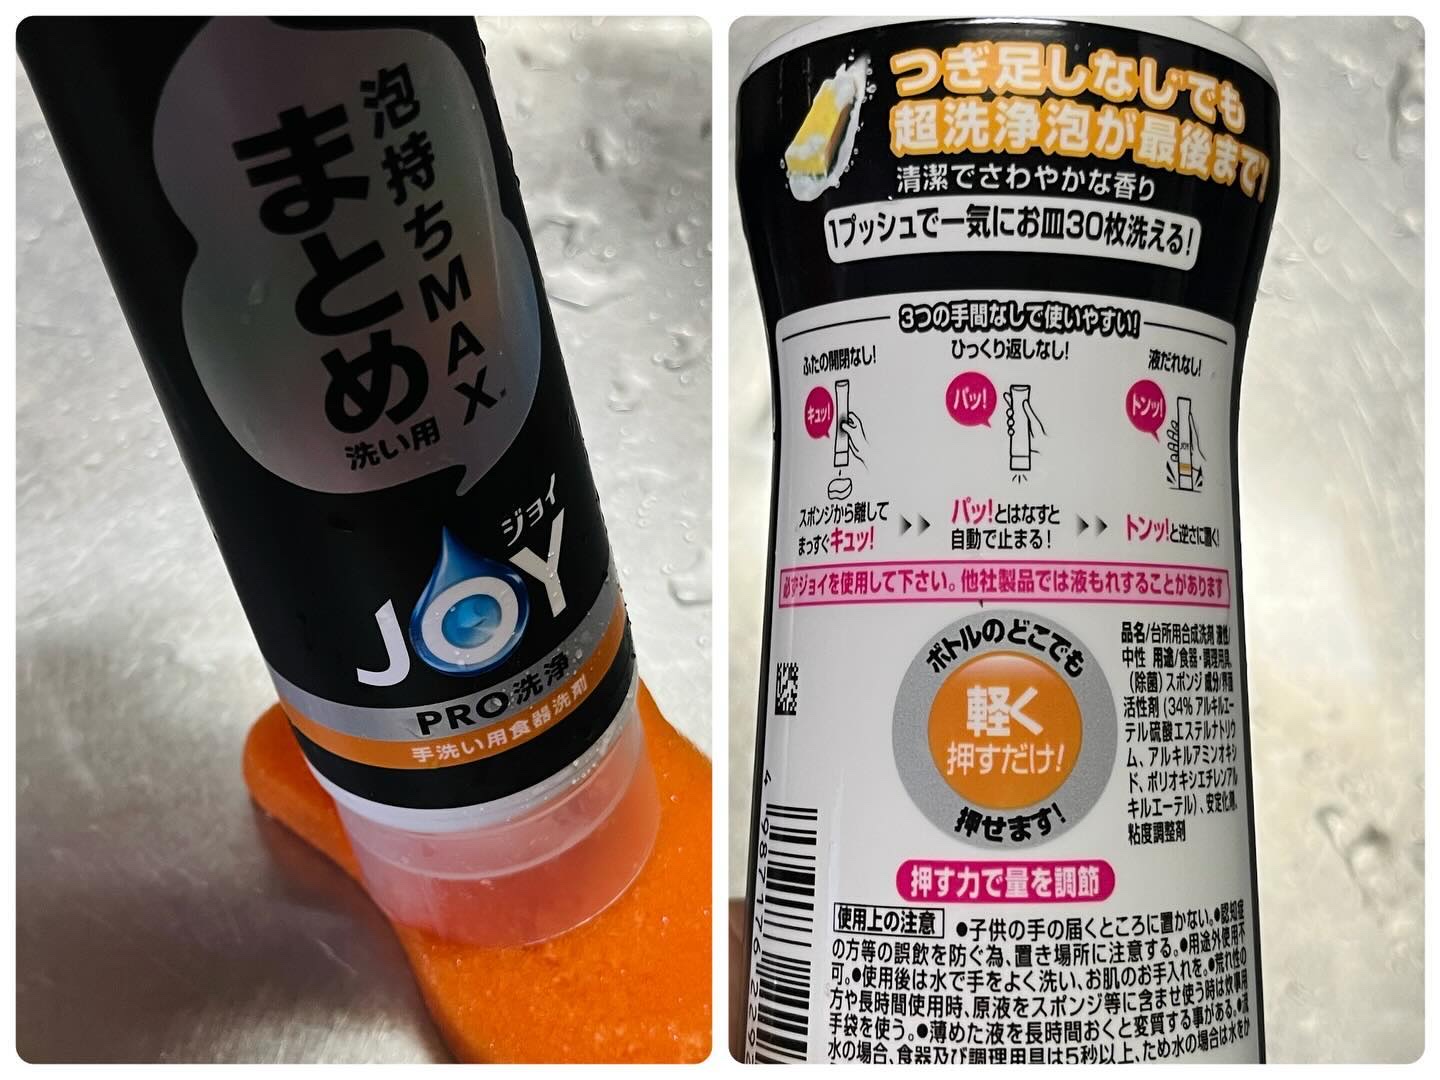 泡持ちMAX
まとめ
洗い用
ジョイ
JOY
PRO洗浄
手洗い用食器洗剤
つぎ足しなしでも
超洗浄泡が最後まで!
清潔でさわやかな香り
1プッシュで一気にお皿30枚洗える!
3つの手間なしで使いやすい!
ふたの開閉なし!
ひっくり返しなし!
液だれなし!
キュッ!
パッ!
トンッ!
スポンジから離して
まっすぐキュッ!
パッ!とはなすと
自動で止まる!
トンッ!と逆さに置く!
必ずジョイを使用して下さい。他社製品では液もれすることがあります
ボトルのどこでも
軽く
押すだけ!
押せます!
品名/台所用合成洗剤 液性/
中性 用途/食器・調理用具、
(除菌)スポンジ 成分/界面
活性剤(34% アルキルエー
テル硫酸エステルナトリウ
ム、アルキルアミンオキシ
ド、ポリオキシエチレンアル
キルエーテル)、安定化剤、
粘度調整剤
押す力で量を調節
使用上の注意 ●子供の手の届くところに置かない。●認知症
の方等の誤飲を防ぐ為、置き場所に注意する。●用途外使用不
可。●使用後は水で手をよく洗い、お肌のお手入れを。●荒れ性の
方や長時間使用時、原液をスポンジ等に含ませ使う時は炊事用
手袋を使う。●薄めた液を長時間おくと変質する事がある。●流
水の場合、食器及び調理用具は5秒以上、ため水の場合は水をか
4 987176 2292